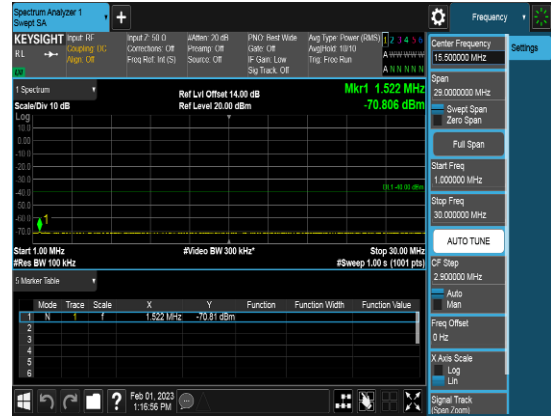 Spectrum Analyzer 1
Swept SA
Frequency
KEYSIGHT
RL
Input: RF
Coupling: DC
Align: Off
Input Z: 50 Ω
Corrections: Off
Freq Ref: Int (S)
#Atten: 20 dB
Preamp: Off
Source: Off
PNO: Best Wide
Gate: Off
IF Gain: Low
Sig Track: Off
Avg Type: Power (RMS)
Avg|Hold: 10/10
Trig: Free Run
1 2 3 4 5 6
A W W W W W
A N N N N N
1 Spectrum
Scale/Div 10 dB
Ref Lvl Offset 14.00 dB
Ref Level 20.00 dBm
Mkr1 1.522 MHz
-70.806 dBm
Log
10.0
0.00
-10.0
-20.0
-30.0
-40.0
-50.0
-60.0
-70.0
DL1 -40.00 dBm
1
Start 1.00 MHz
#Res BW 100 kHz
#Video BW 300 kHz*
Stop 30.00 MHz
#Sweep 1.00 s (1001 pts)
5 Marker Table
Mode Trace Scale X Y Function Function Width Function Value
1 N 1 f 1.522 MHz -70.81 dBm
2
3
4
5
6
Feb 01, 2023
1:16:56 PM
Center Frequency
15.500000 MHz
Settings
Span
29.0000000 MHz
Swept Span
Zero Span
Full Span
Start Freq
1.000000 MHz
Stop Freq
30.000000 MHz
AUTO TUNE
CF Step
2.900000 MHz
Auto
Man
Freq Offset
0 Hz
X Axis Scale
Log
Lin
Signal Track
(Span Zoom)